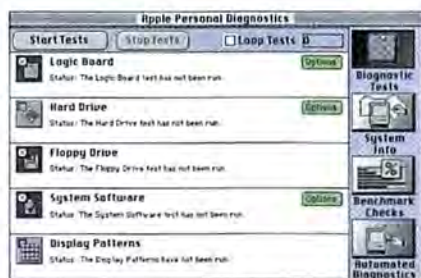 Apple Personal Diagnostics
Start Tests
Stop Tests
Loop Tests 0
Logic Board
Options
Status: The Logic Board test has not been run.
Hard Drive
Options
Status: The Hard Drive test has not been run.
Floppy Drive
Status: The Floppy Drive test has not been run.
System Software
Options
Status: The System Software test has not been run.
Display Patterns
Status: The Display Patterns have not been run.
Diagnostic
Tests
System
Info
Benchmark
Checks
Automated
Diagnostics